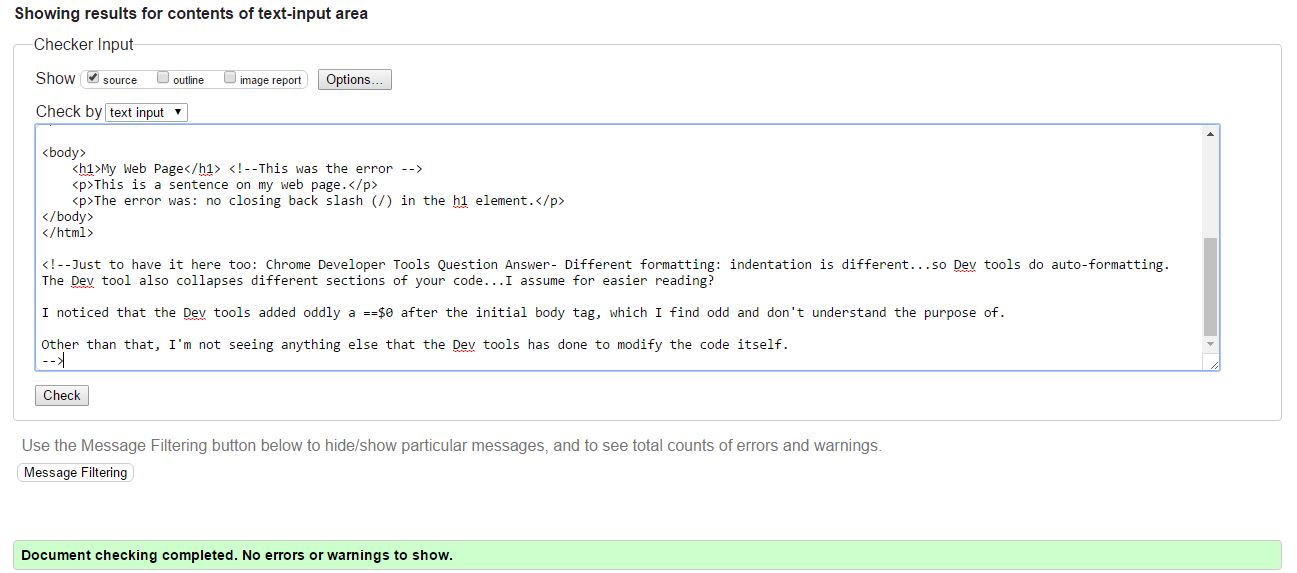 Showing results for contents of text-input area
Checker Input
Show source outline image report Options...
Check by text input
<body>
<h1>My Web Page</h1> <!--This was the error -->
<p>This is a sentence on my web page.</p>
<p>The error was: no closing back slash (/) in the h1 element.</p>
</body>
</html>
<!--Just to have it here too: Chrome Developer Tools Question Answer- Different formatting: indentation is different...so Dev tools do auto-formatting.
The Dev tool also collapses different sections of your code...I assume for easier reading?
I noticed that the Dev tools added oddly a ==$0 after the initial body tag, which I find odd and don't understand the purpose of.
Other than that, I'm not seeing anything else that the Dev tools has done to modify the code itself.
-->
Check
Use the Message Filtering button below to hide/show particular messages, and to see total counts of errors and warnings.
Message Filtering
Document checking completed. No errors or warnings to show.